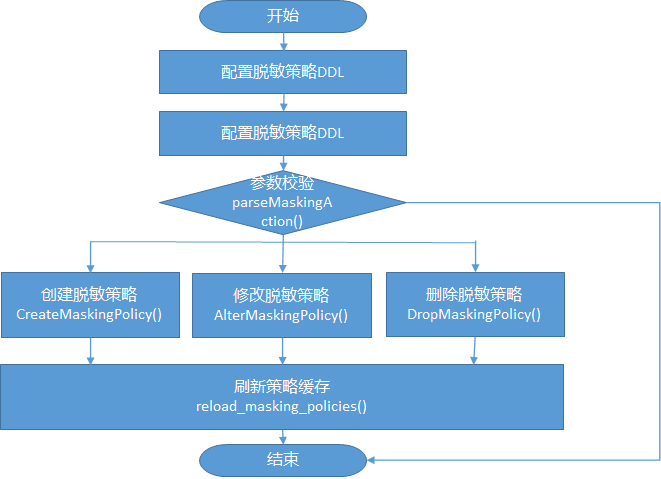 开始
配置脱敏策略DDL
配置脱敏策略DDL
参数校验
parseMaskingA
ction()
创建脱敏策略
CreateMaskingPolicy()
修改脱敏策略
AlterMaskingPolicy()
删除脱敏策略
DropMaskingPolicy()
刷新策略缓存
reload_masking_policies()
结束